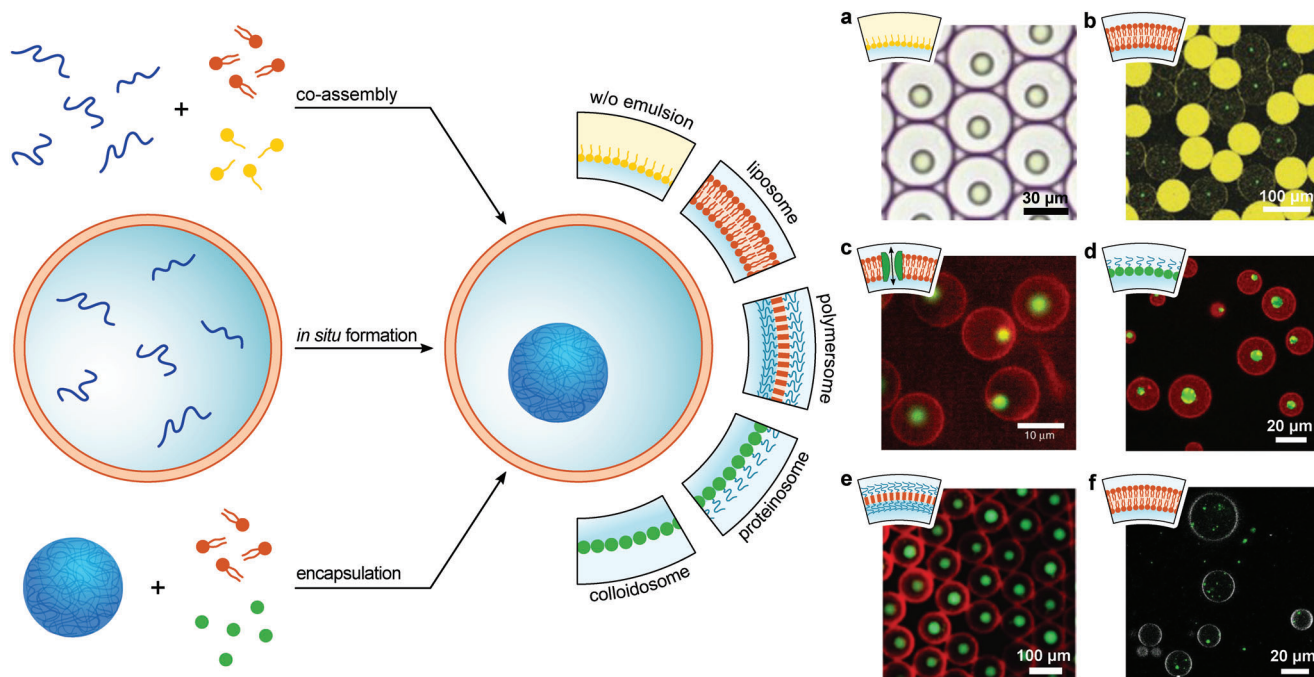 +
co-assembly
in situ formation
+
encapsulation
w/o emulsion
liposome
polymersome
proteinosome
colloidosome
a
30 μm
b
100 μm
c
10 μm
d
20 μm
e
100 μm
f
20 μm